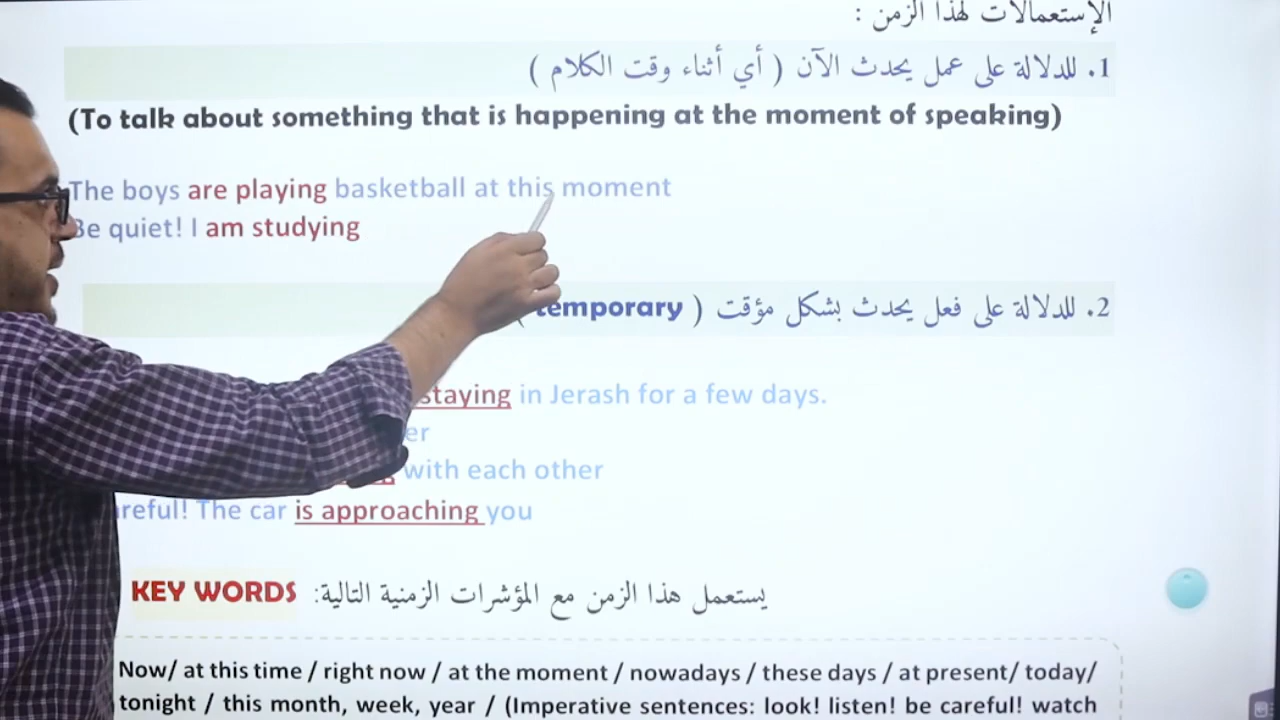 الإستعمالات لهذا الزمن :
1. للدلالة على عمل يحدث الآن ( أي أثناء وقت الكلام )
(To talk about something that is happening at the moment of speaking)
The boys are playing basketball at this moment
Be quiet! I am studying
2. للدلالة على فعل يحدث بشكل مؤقت ( temporary )
staying in Jerash for a few days.
with each other
The car is approaching you
KEY WORDS يستعمل هذا الزمن مع المؤشرات الزمنية التالية:
Now/ at this time / right now / at the moment / nowadays / these days / at present/ today/
tonight / this month, week, year / (Imperative sentences: look! listen! be careful! watch